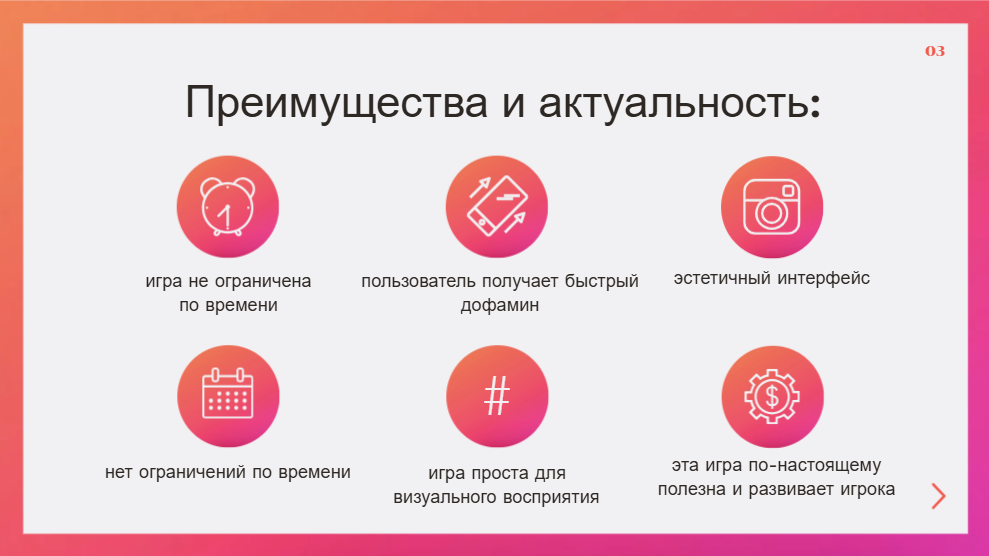 03
Преимущества и актуальность:
игра не ограничена
по времени
пользователь получает быстрый
дофамин
эстетичный интерфейс
нет ограничений по времени
#
игра проста для
визуального восприятия
$
эта игра по-настоящему
полезна и развивает игрока